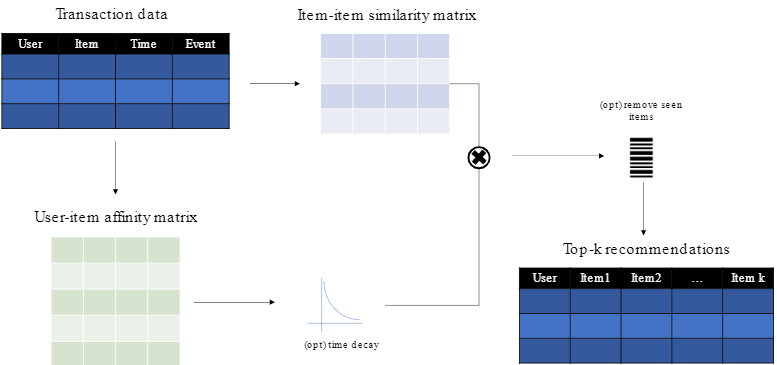 Transaction data
User Item Time Event
Item-item similarity matrix
(opt) remove seen
items
User-item affinity matrix
(opt) time decay
Top-k recommendations
User Item1 Item2 ... Item k